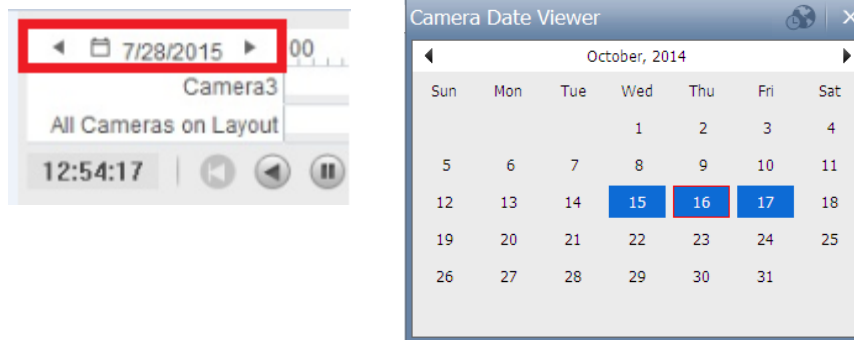 7/28/2015 00
Camera3
All Cameras on Layout
12:54:17
Camera Date Viewer
October, 2014
Sun Mon Tue Wed Thu Fri Sat
1 2 3 4
5 6 7 8 9 10 11
12 13 14 15 16 17 18
19 20 21 22 23 24 25
26 27 28 29 30 31